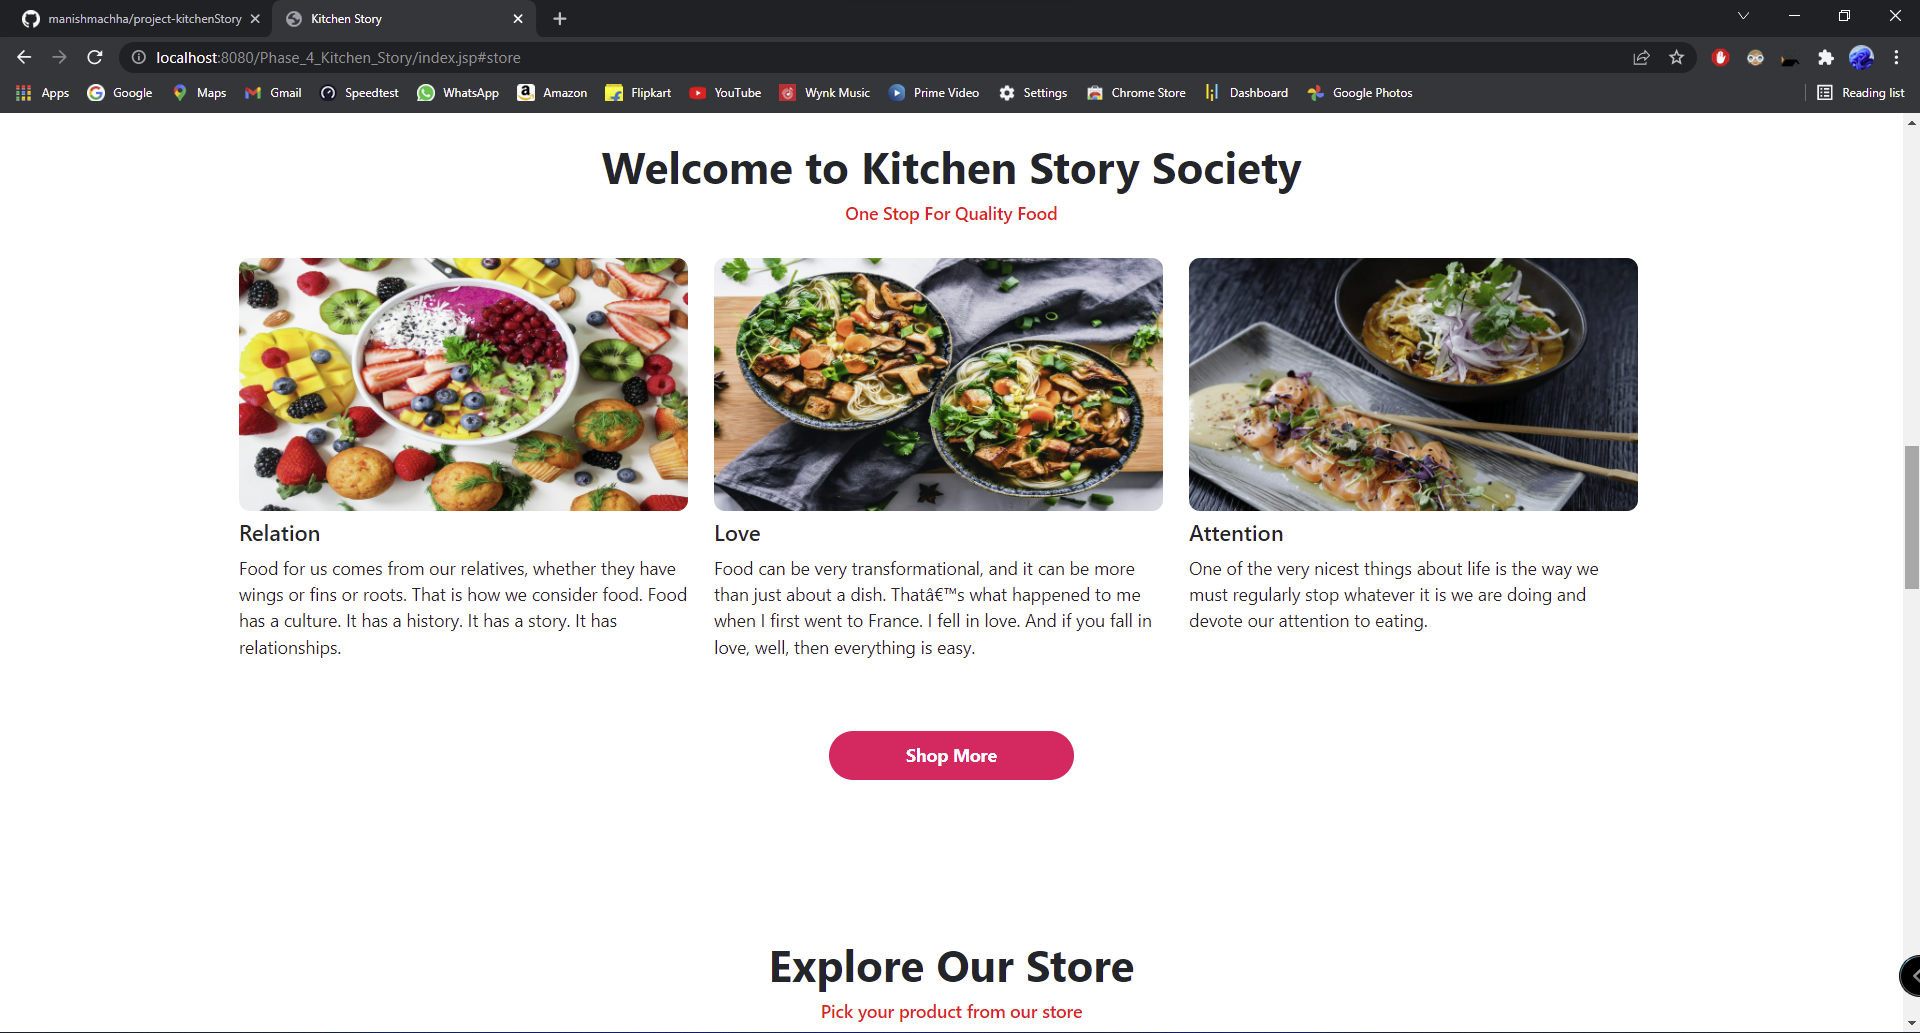 manishmachha/project-kitchenStory
Kitchen Story
localhost:8080/Phase_4_Kitchen_Story/index.jsp#store
Apps
Google
Maps
Gmail
Speedtest
WhatsApp
Amazon
Flipkart
YouTube
Wynk Music
Prime Video
Settings
Chrome Store
Dashboard
Google Photos
Reading list
Welcome to Kitchen Story Society
One Stop For Quality Food
Relation
Food for us comes from our relatives, whether they have
wings or fins or roots. That is how we consider food. Food
has a culture. It has a history. It has a story. It has
relationships.
Love
Food can be very transformational, and it can be more
than just about a dish. Thatâ€™s what happened to me
when I first went to France. I fell in love. And if you fall in
love, well, then everything is easy.
Attention
One of the very nicest things about life is the way we
must regularly stop whatever it is we are doing and
devote our attention to eating.
Shop More
Explore Our Store
Pick your product from our store